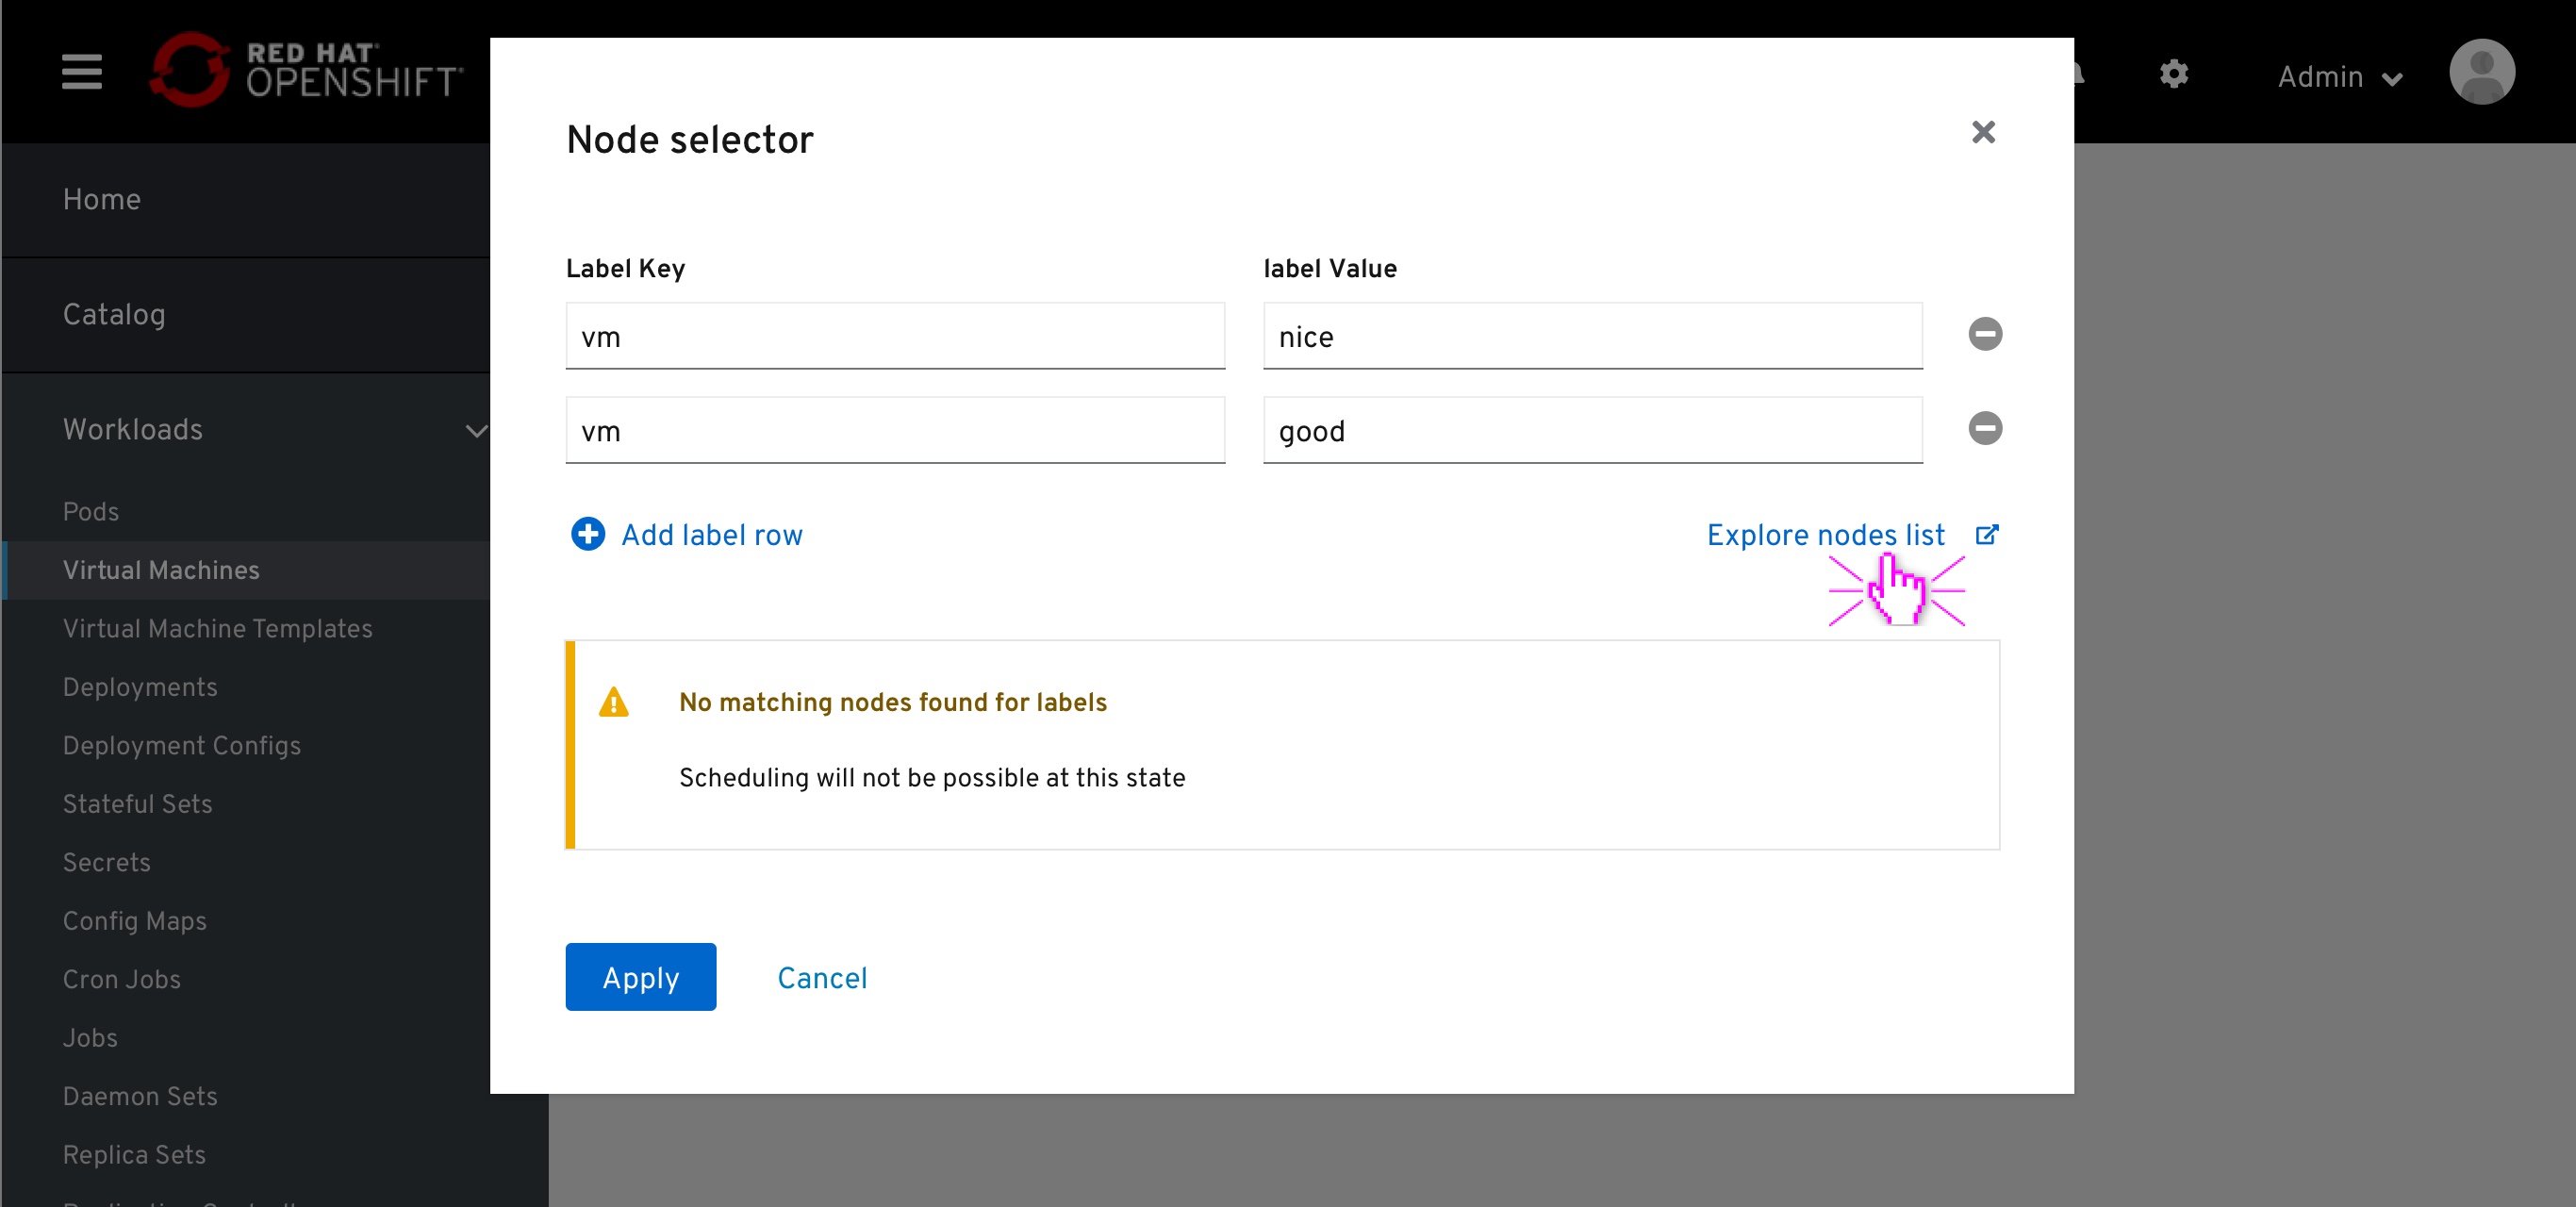 RED HAT
OPENSHIFT
Admin
Home
Catalog
Workloads
Pods
Virtual Machines
Virtual Machine Templates
Deployments
Deployment Configs
Stateful Sets
Secrets
Config Maps
Cron Jobs
Jobs
Daemon Sets
Replica Sets
Node selector
Label Key
label Value
vm
nice
vm
good
Add label row
Explore nodes list
No matching nodes found for labels
Scheduling will not be possible at this state
Apply
Cancel